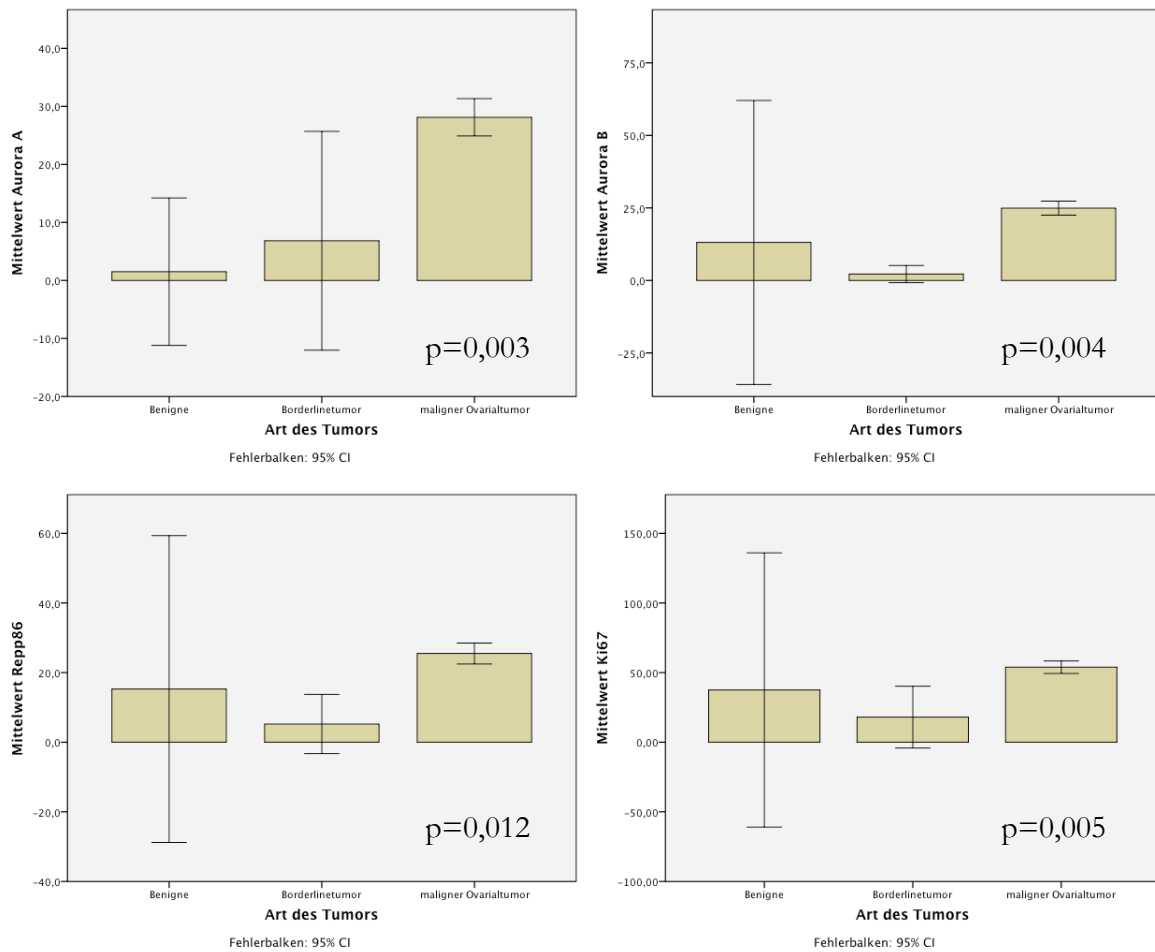 Mittelwert Aurora A
40,0
30,0
20,0
10,0
0,0
-10,0
-20,0
p=0,003
Benigne Borderlinetumor maligner Ovarialtumor
Art des Tumors
Fehlerbalken: 95% CI
Mittelwert Aurora B
75,0
50,0
25,0
0,0
-25,0
p=0,004
Benigne Borderlinetumor maligner Ovarialtumor
Art des Tumors
Fehlerbalken: 95% CI
Mittelwert Repp86
60,0
40,0
20,0
0,0
-20,0
-40,0
p=0,012
Benigne Borderlinetumor maligner Ovarialtumor
Art des Tumors
Fehlerbalken: 95% CI
Mittelwert Ki67
150,00
100,00
50,00
0,00
-50,00
-100,00
p=0,005
Benigne Borderlinetumor maligner Ovarialtumor
Art des Tumors
Fehlerbalken: 95% CI